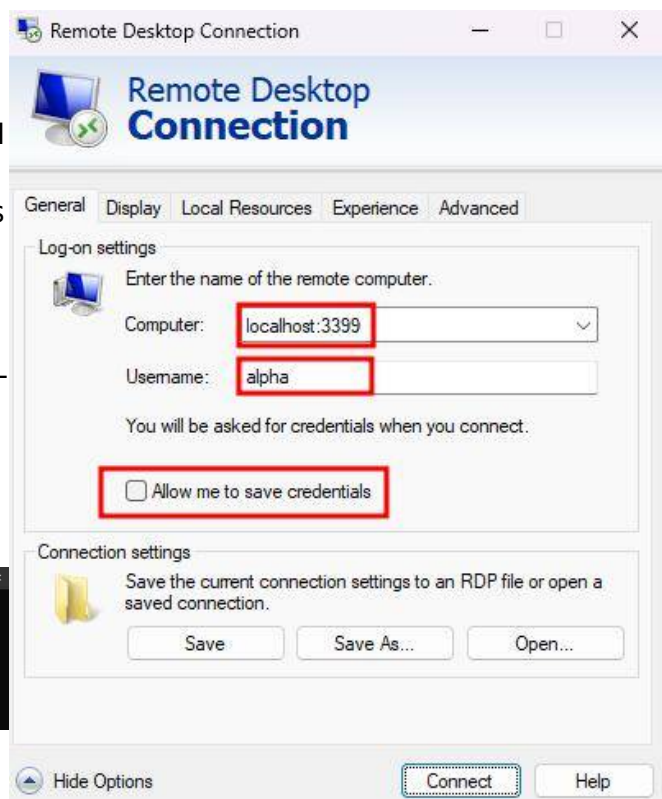 Remote Desktop Connection
Remote Desktop
Connection
General Display Local Resources Experience Advanced
Log-on settings
Enter the name of the remote computer.
Computer: localhost:3399
Username: alpha
You will be asked for credentials when you connect.
Allow me to save credentials
Connection settings
Save the current connection settings to an RDP file or open a
saved connection.
Save Save As... Open...
Hide Options Connect Help